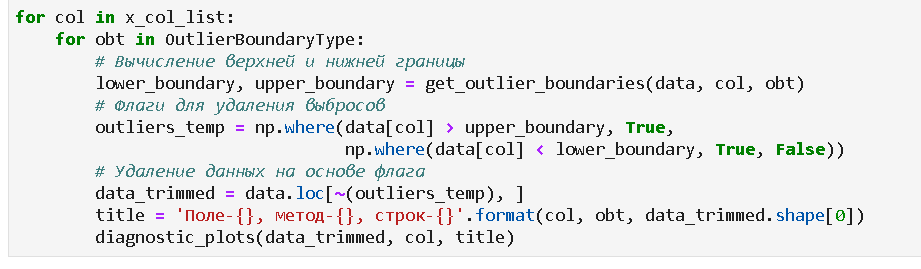 for col in x_col_list:
    for obt in OutlierBoundaryType:
        # Вычисление верхней и нижней границы
        lower_boundary, upper_boundary = get_outlier_boundaries(data, col, obt)
        # Флаги для удаления выбросов
        outliers_temp = np.where(data[col] > upper_boundary, True,
                                 np.where(data[col] < lower_boundary, True, False))
        # Удаление данных на основе флага
        data_trimmed = data.loc[~(outliers_temp), ]
        title = 'Поле-{}, метод-{}, строк-{}'.format(col, obt, data_trimmed.shape[0])
        diagnostic_plots(data_trimmed, col, title)